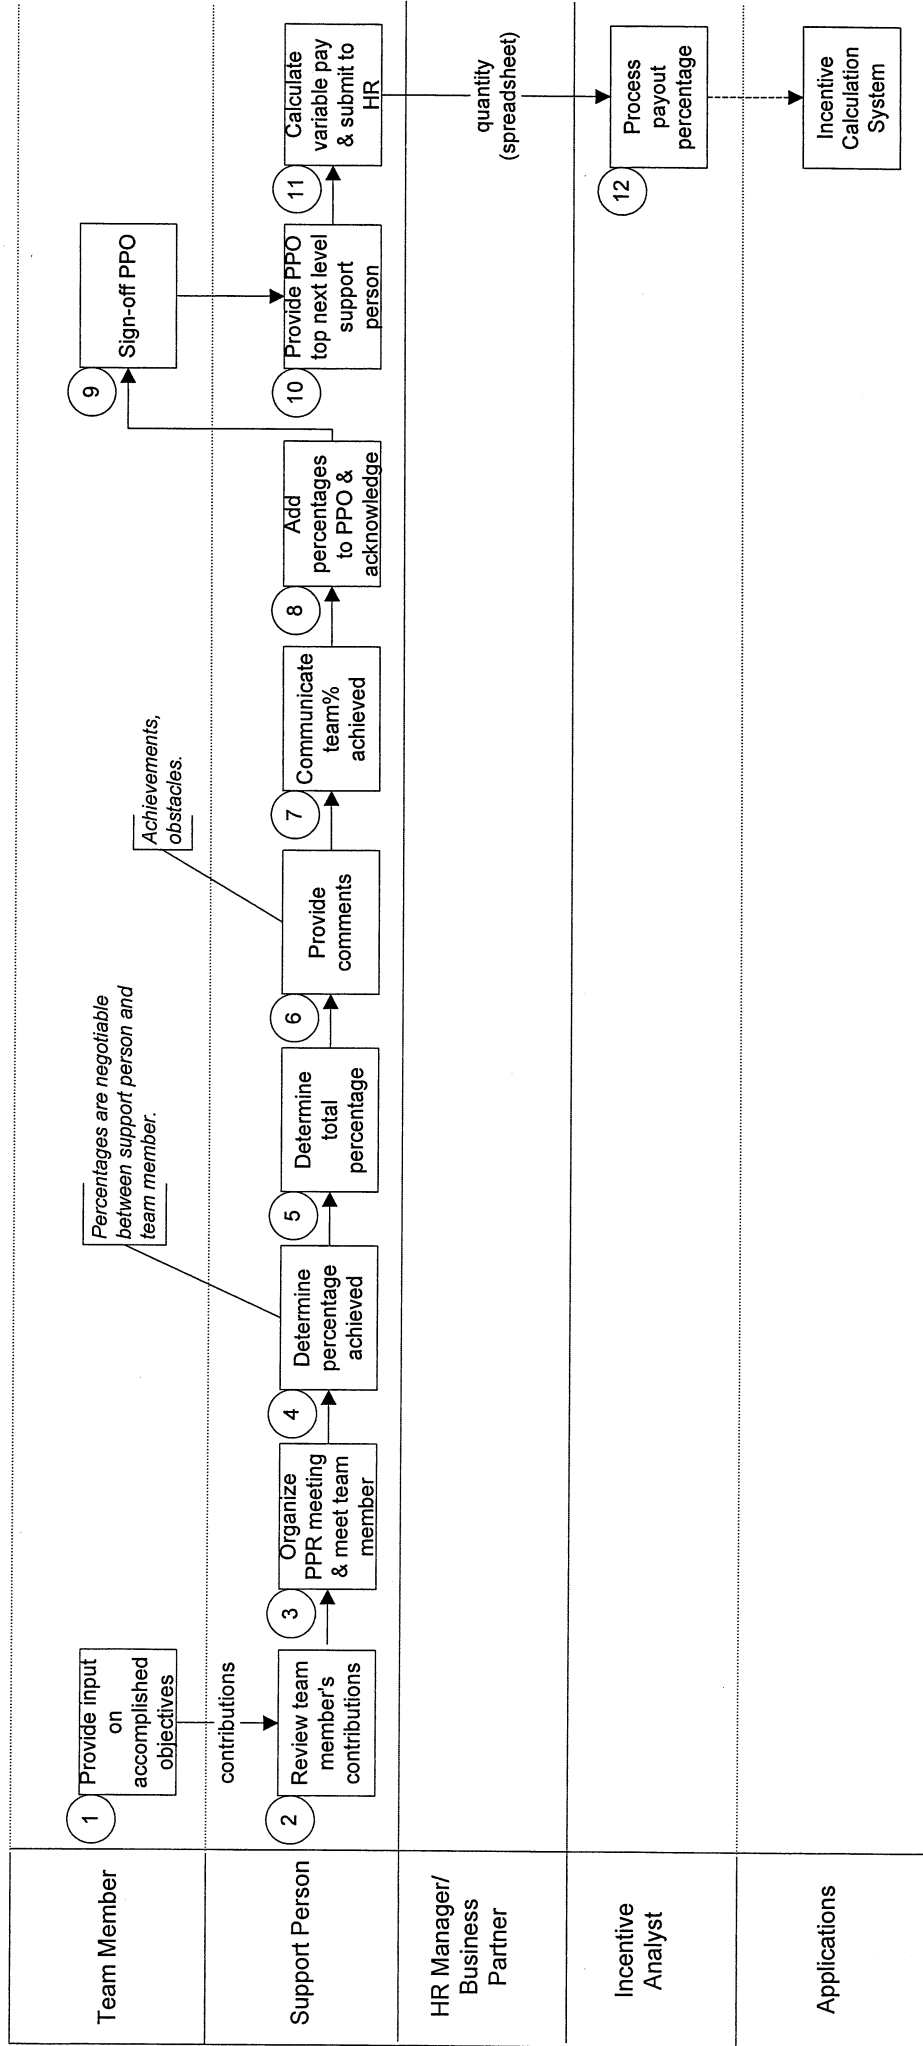 Team Member
1
Provide input
on
accomplished
objectives
9
Sign-off PPO
Percentages are negotiable
between support person and
team member.
Achievements,
obstacles.
contributions
Support Person
2
Review team
member's
contributions
3
Organize
PPR meeting
& meet team
member
4
Determine
percentage
achieved
5
Determine
total
percentage
6
Provide
comments
7
Communicate
team%
achieved
8
Add
percentages
to PPO &
acknowledge
10
Provide PPO
top next level
support
person
11
Calculate
variable pay
& submit to
HR
HR Manager/
Business
Partner
quantity
(spreadsheet)
Incentive
Analyst
12
Process
payout
percentage
Applications
Incentive
Calculation
System